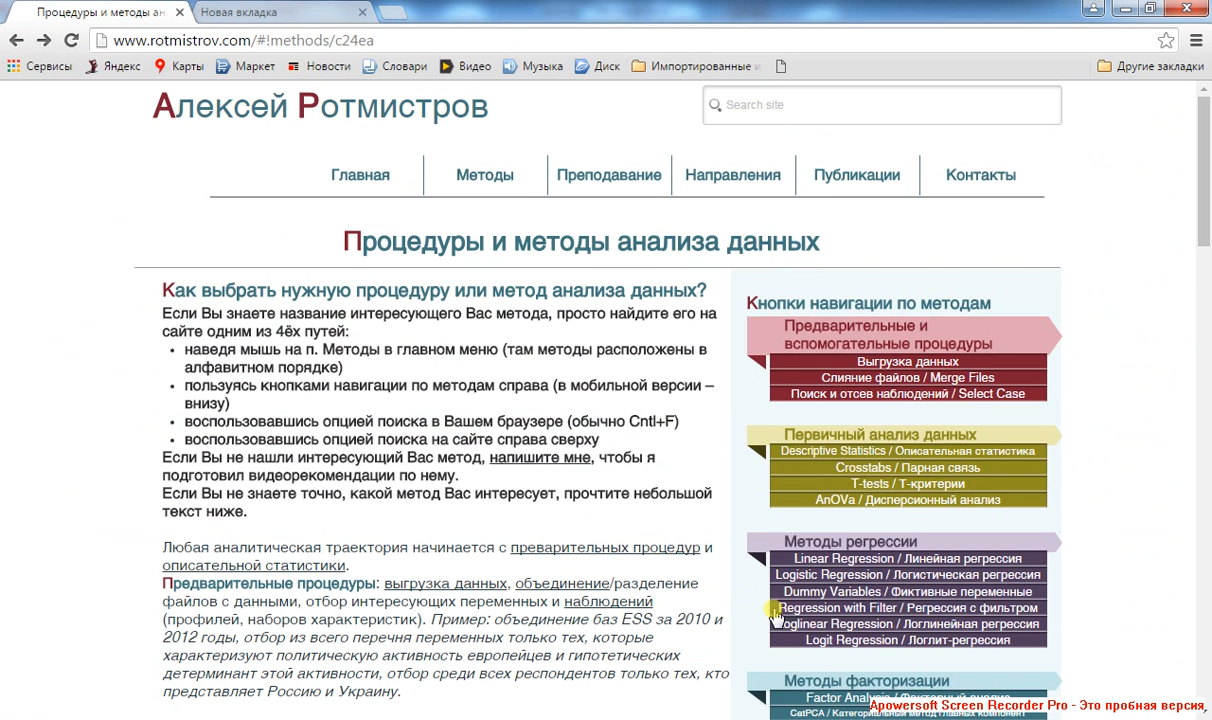 Процедуры и методы ан
Новая вкладка
www.rotmistrov.com/#!methods/c24ea
Сервисы
Яндекс
Карты
Маркет
Новости
Словари
Видео
Музыка
Диск
Импортированные и
Другие закладки
Алексей Ротмистров
Search site
Главная
Методы
Преподавание
Направления
Публикации
Контакты
Процедуры и методы анализа данных
Как выбрать нужную процедуру или метод анализа данных?
Если Вы знаете название интересующего Вас метода, просто найдите его на
сайте одним из 4ёх путей:
• наведя мышь на п. Методы в главном меню (там методы расположены в
алфавитном порядке)
• пользуясь кнопками навигации по методам справа (в мобильной версии –
внизу)
• воспользовавшись опцией поиска в Вашем браузере (обычно Cntl+F)
• воспользовавшись опцией поиска на сайте справа сверху
Если Вы не нашли интересующий Вас метод, напишите мне, чтобы я
подготовил видеорекомендации по нему.
Если Вы не знаете точно, какой метод Вас интересует, прочтите небольшой
текст ниже.
Любая аналитическая траектория начинается с преварительных процедур и
описательной статистики.
Предварительные процедуры: выгрузка данных, объединение/разделение
файлов с данными, отбор интересующих переменных и наблюдений
(профилей, наборов характеристик). Пример: объединение баз ESS за 2010 и
2012 годы, отбор из всего перечня переменных только тех, которые
характеризуют политическую активность европейцев и гипотетических
детерминант этой активности, отбор среди всех респондентов только тех, кто
представляет Россию и Украину.
Кнопки навигации по методам
Предварительные и
вспомогательные процедуры
Выгрузка данных
Слияние файлов / Merge Files
Поиск и отсев наблюдений / Select Case
Первичный анализ данных
Descriptive Statistics / Описательная статистика
Crosstabs / Парная связь
T-tests / Т-критерии
AnOVa / Дисперсионный анализ
Методы регрессии
Linear Regression / Линейная регрессия
Logistic Regression / Логистическая регрессия
Dummy Variables / Фиктивные переменные
Regression with Filter / Регрессия с фильтром
Loglinear Regression / Логлинейная регрессия
Logit Regression / Логлит-регрессия
Методы факторизации
Factor Analysis / Факторный анализ
CatPCA / Категориальный метод главных компонент
Apowersoft Screen Recorder Pro - Это пробная версия,